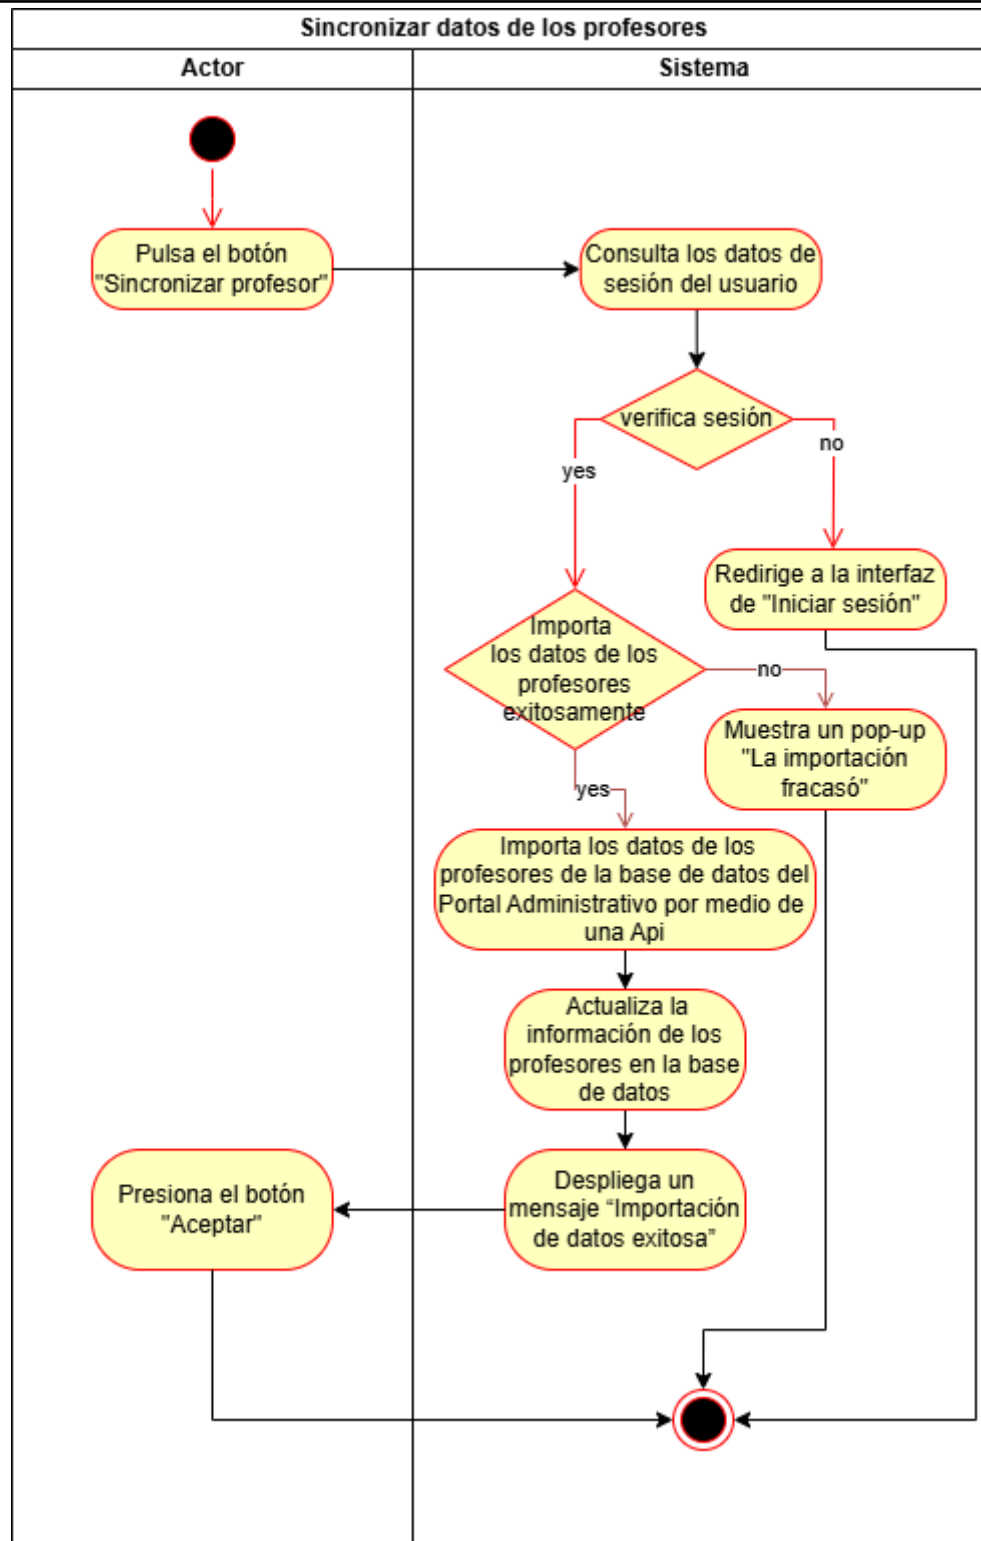 Sincronizar datos de los profesores
Actor
Sistema
Pulsa el botón
"Sincronizar profesor"
Consulta los datos de
sesión del usuario
verifica sesión
yes
no
Redirige a la interfaz
de "Iniciar sesión"
Importa
los datos de los
profesores
exitosamente
no
Muestra un pop-up
"La importación
fracasó"
yes
Importa los datos de los
profesores de la base de datos del
Portal Administrativo por medio de
una Api
Actualiza la
información de los
profesores en la base
de datos
Despliega un
mensaje “Importación
de datos exitosa”
Presiona el botón
"Aceptar"